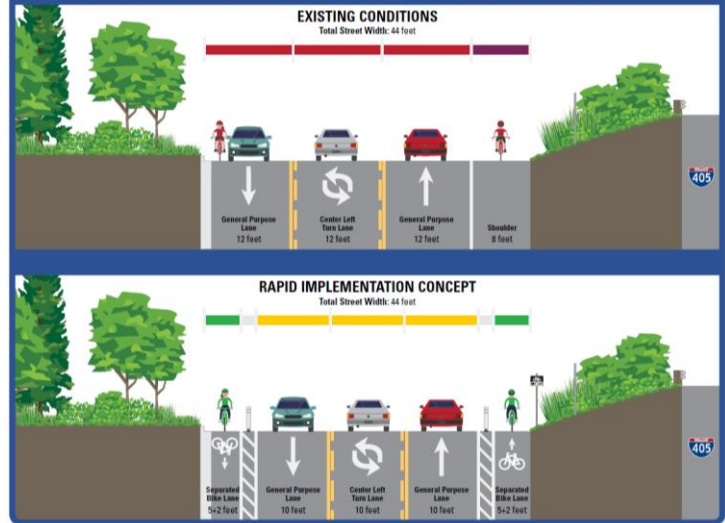 EXISTING CONDITIONS
Total Street Width: 44 feet
General Purpose
Lane
12 feet
Center Left
Turn Lane
12 feet
General Purpose
Lane
12 feet
Shoulder
8 feet
405
RAPID IMPLEMENTATION CONCEPT
Total Street Width: 44 feet
Separated
Bike Lane
5+2 feet
General Purpose
Lane
10 feet
Center Left
Turn Lane
10 feet
General Purpose
Lane
10 feet
Separated
Bike Lane
5+2 feet
405